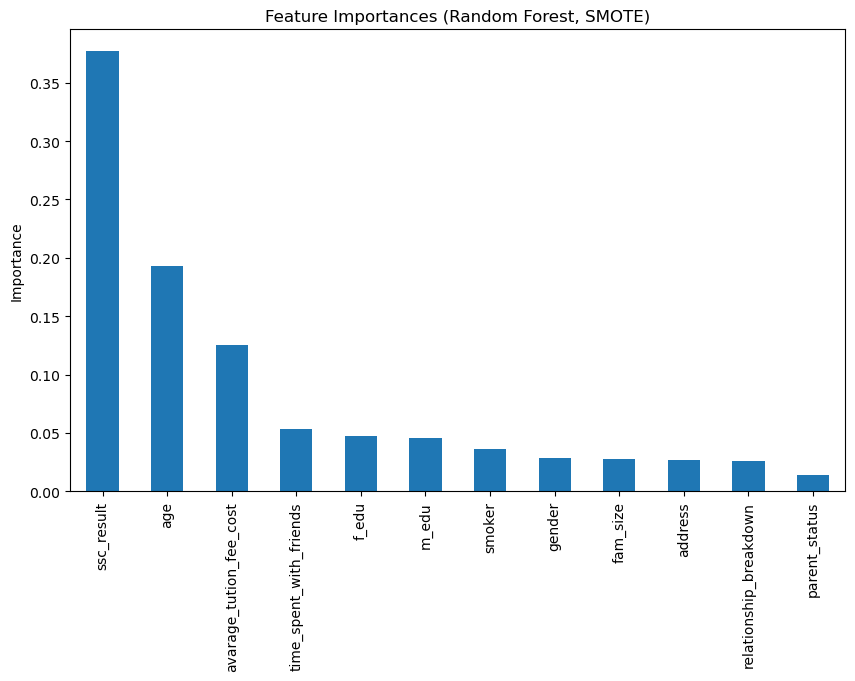 Feature Importances (Random Forest, SMOTE)
Importance
0.35
0.30
0.25
0.20
0.15
0.10
0.05
0.00
ssc_result
age
avarage_tution_fee_cost
time_spent_with_friends
f_edu
m_edu
smoker
gender
fam_size
address
relationship_breakdown
parent_status